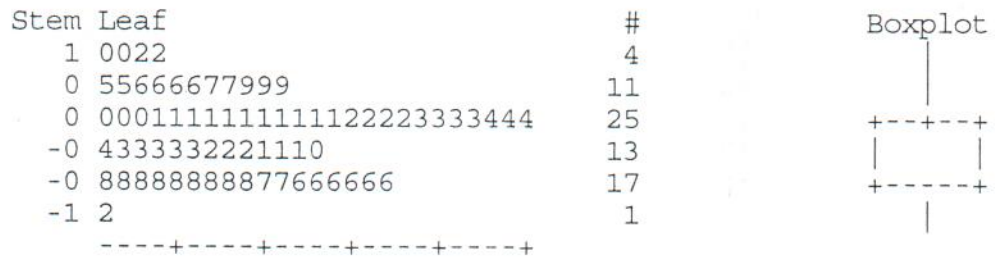 Stem Leaf # Boxplot
1 0022 4 |
0 55666677999 11 |
0 0001111111111122223333444 25 +--+--+
-0 4333332221110 13 | |
-0 88888888877666666 17 +-----+
-1 2 1 |
----+----+----+----+----+